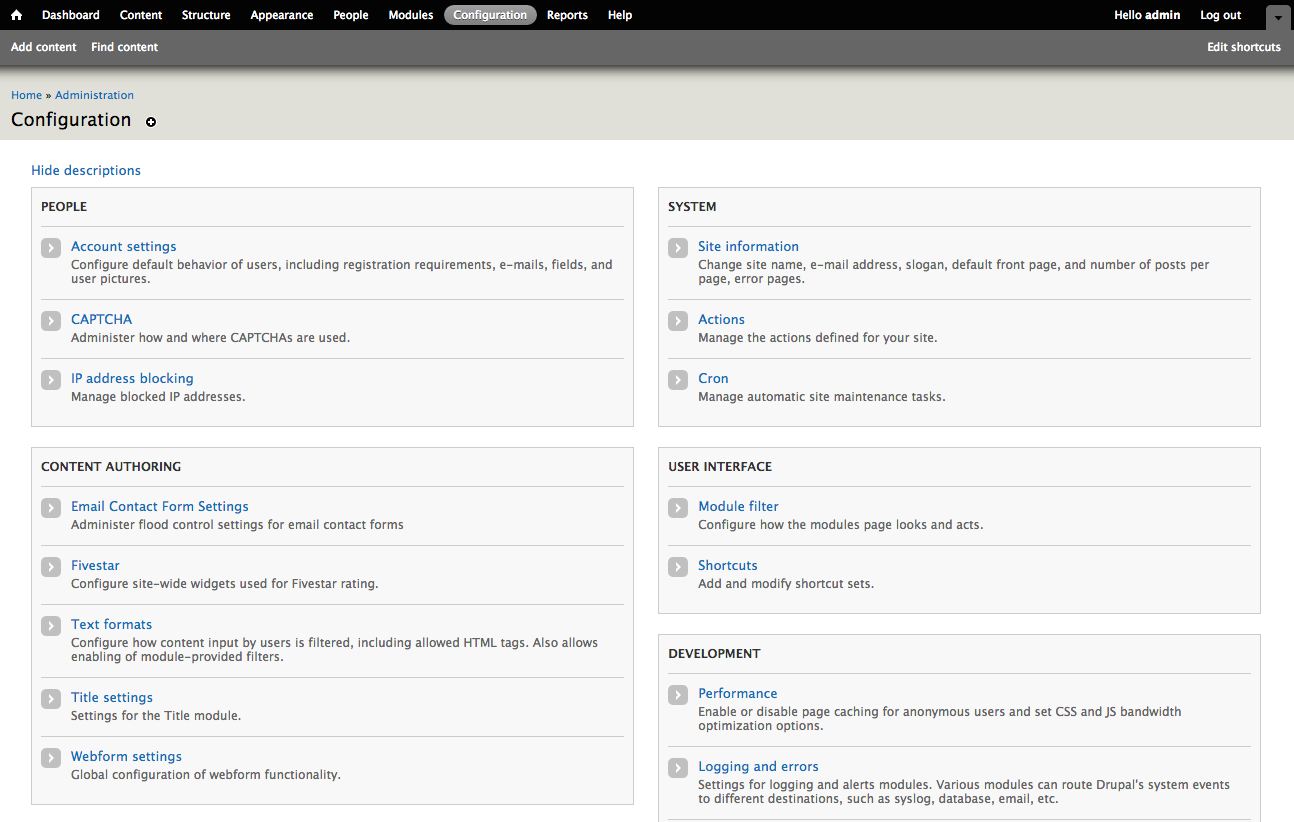 Dashboard Content Structure Appearance People Modules Configuration Reports Help Hello admin Log out
Add content Find content Edit shortcuts
Home » Administration
Configuration
Hide descriptions
PEOPLE
Account settings
Configure default behavior of users, including registration requirements, e-mails, fields, and
user pictures.
CAPTCHA
Administer how and where CAPTCHAs are used.
IP address blocking
Manage blocked IP addresses.
CONTENT AUTHORING
Email Contact Form Settings
Administer flood control settings for email contact forms
Fivestar
Configure site-wide widgets used for Fivestar rating.
Text formats
Configure how content input by users is filtered, including allowed HTML tags. Also allows
enabling of module-provided filters.
Title settings
Settings for the Title module.
Webform settings
Global configuration of webform functionality.
SYSTEM
Site information
Change site name, e-mail address, slogan, default front page, and number of posts per
page, error pages.
Actions
Manage the actions defined for your site.
Cron
Manage automatic site maintenance tasks.
USER INTERFACE
Module filter
Configure how the modules page looks and acts.
Shortcuts
Add and modify shortcut sets.
DEVELOPMENT
Performance
Enable or disable page caching for anonymous users and set CSS and JS bandwidth
optimization options.
Logging and errors
Settings for logging and alerts modules. Various modules can route Drupal's system events
to different destinations, such as syslog, database, email, etc.